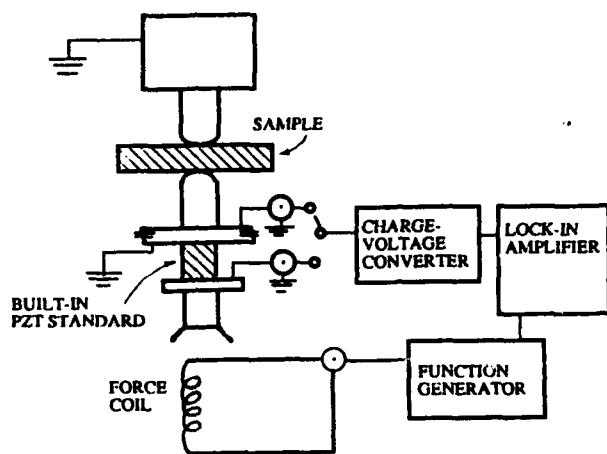 SAMPLE
CHARGE-
VOLTAGE
CONVERTER
LOCK-IN
AMPLIFIER
BUILT-IN
PZT STANDARD
FORCE
COIL
FUNCTION
GENERATOR